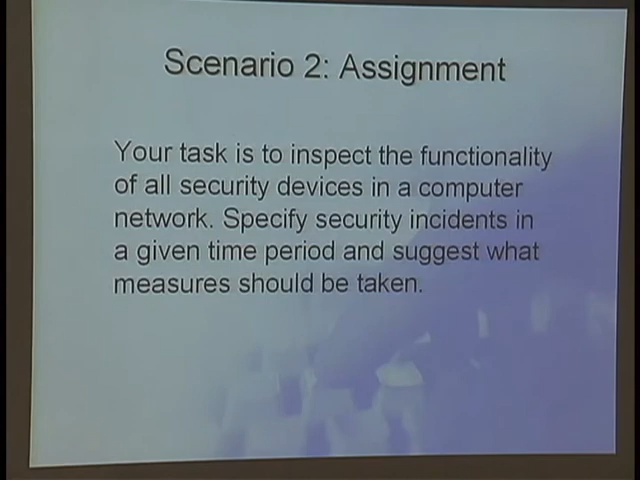 Scenario 2: Assignment
Your task is to inspect the functionality
of all security devices in a computer
network. Specify security incidents in
a given time period and suggest what
measures should be taken.